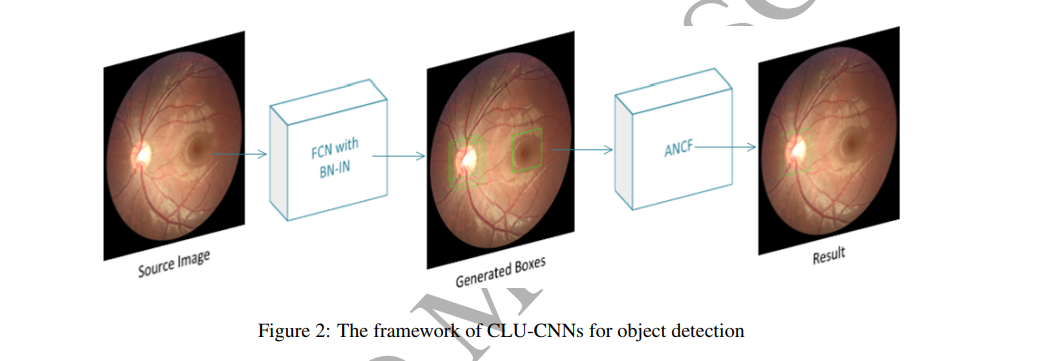 FCN with
BN-IN
ANCF
Source Image
Generated Boxes
Result
Figure 2: The framework of CLU-CNNs for object detection